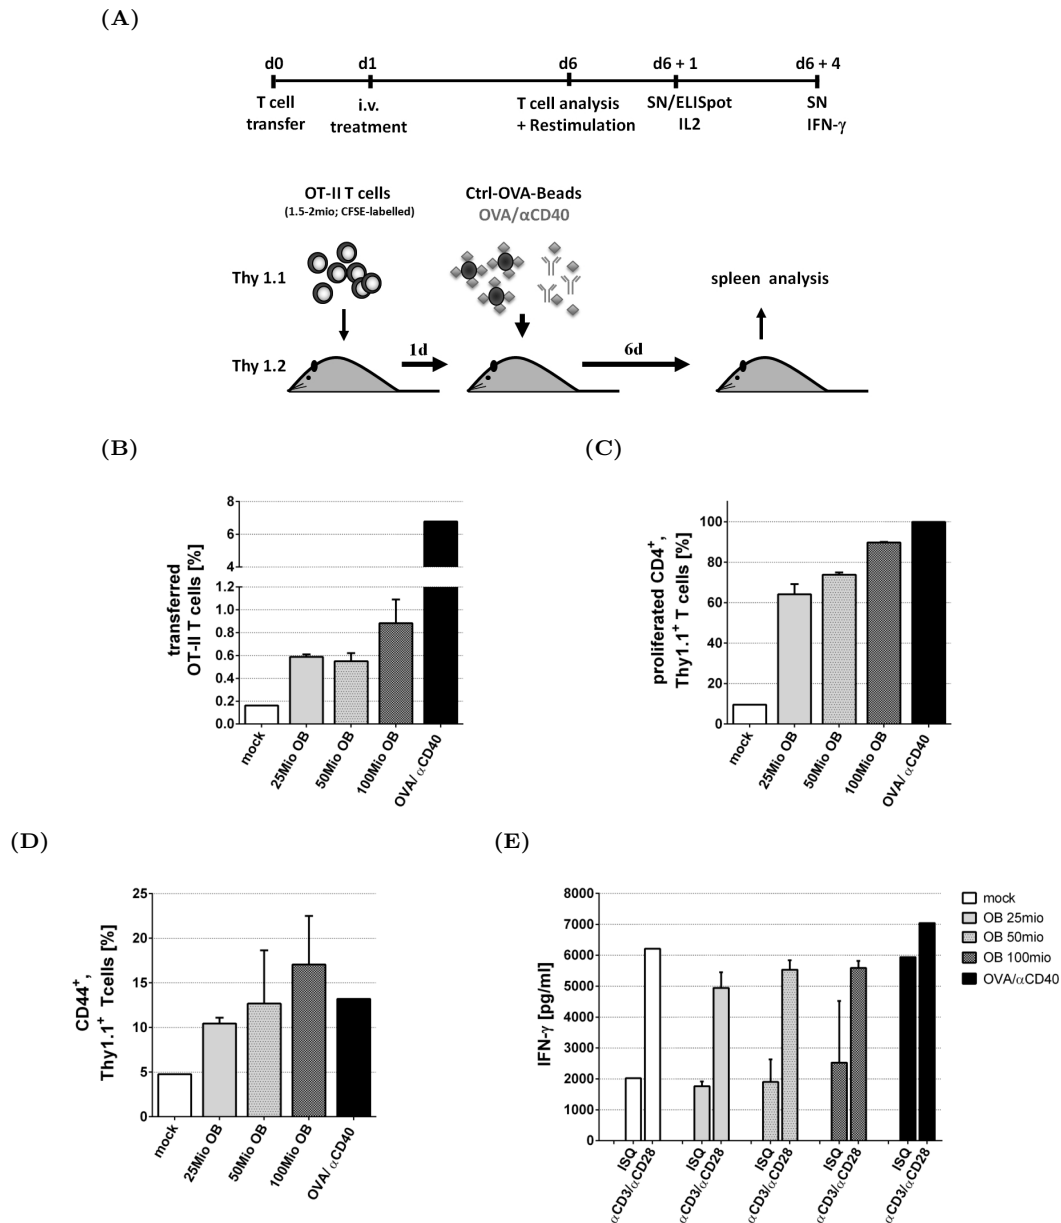 (A)
d0 d1 d6 d6 + 1 d6 + 4
T cell i.v. T cell analysis SN/ELISpot SN
transfer treatment + Restimulation IL2 IFN-γ
OT-II T cells Ctrl-OVA-Beads
(1.5-2mio; CFSE-labelled) OVA/αCD40
Thy 1.1 spleen analysis
1d 6d
Thy 1.2
(B)
transferred
OT-II T cells [%]
8
6
4
1.2
1.0
0.8
0.6
0.4
0.2
0.0
mock
25Mio OB
50Mio OB
100Mio OB
OVA/ αCD40
(C)
proliferated CD4+,
Thy1.1+ T cells [%]
100
80
60
40
20
0
mock
25Mio OB
50Mio OB
100Mio OB
OVA/ αCD40
(D)
CD44+,
Thy1.1+ Tcells [%]
25
20
15
10
5
0
mock
25Mio OB
50Mio OB
100Mio OB
OVA/ αCD40
(E)
IFN-γ [pg/ml]
8000
7000
6000
5000
4000
3000
2000
1000
0
ISQ
αCD3/αCD28
ISQ
αCD3/αCD28
ISQ
αCD3/αCD28
ISQ
αCD3/αCD28
ISQ
αCD3/αCD28
mock
OB 25mio
OB 50mio
OB 100mio
OVA/αCD40